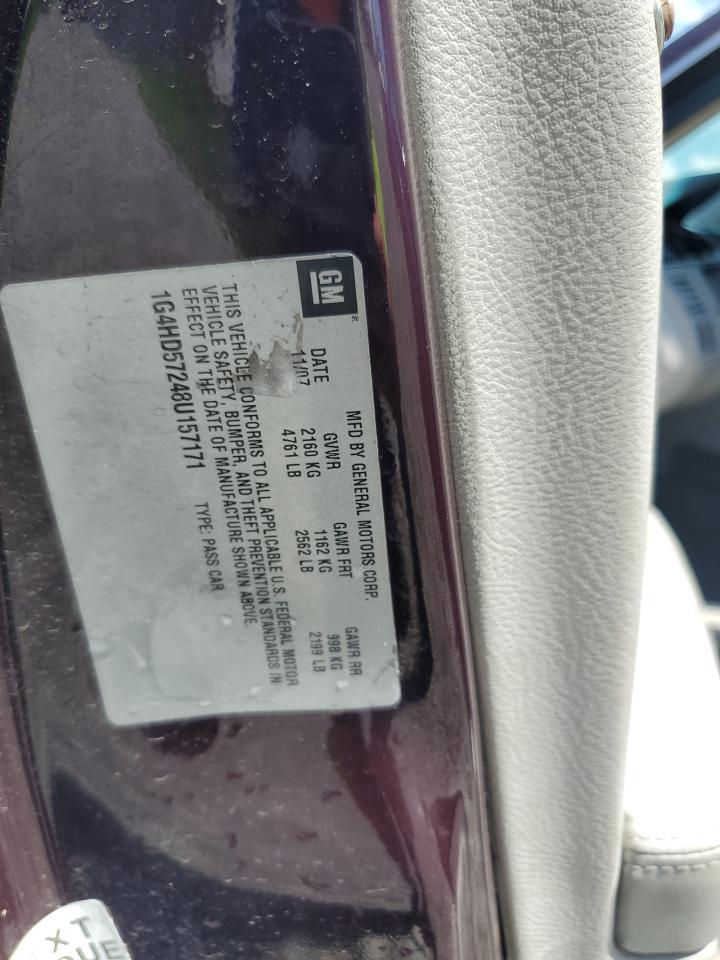 GM
MFD BY GENERAL MOTORS CORP.
DATE GVWR GAWR FRT GAWR RR
11/07 2160 KG 1162 KG 998 KG
4761 LB 2562 LB 2199 LB
THIS VEHICLE CONFORMS TO ALL APPLICABLE U.S. FEDERAL MOTOR
VEHICLE SAFETY, BUMPER, AND THEFT PREVENTION STANDARDS IN
EFFECT ON THE DATE OF MANUFACTURE SHOWN ABOVE.
1G4HD57248U157171 TYPE: PASS CAR